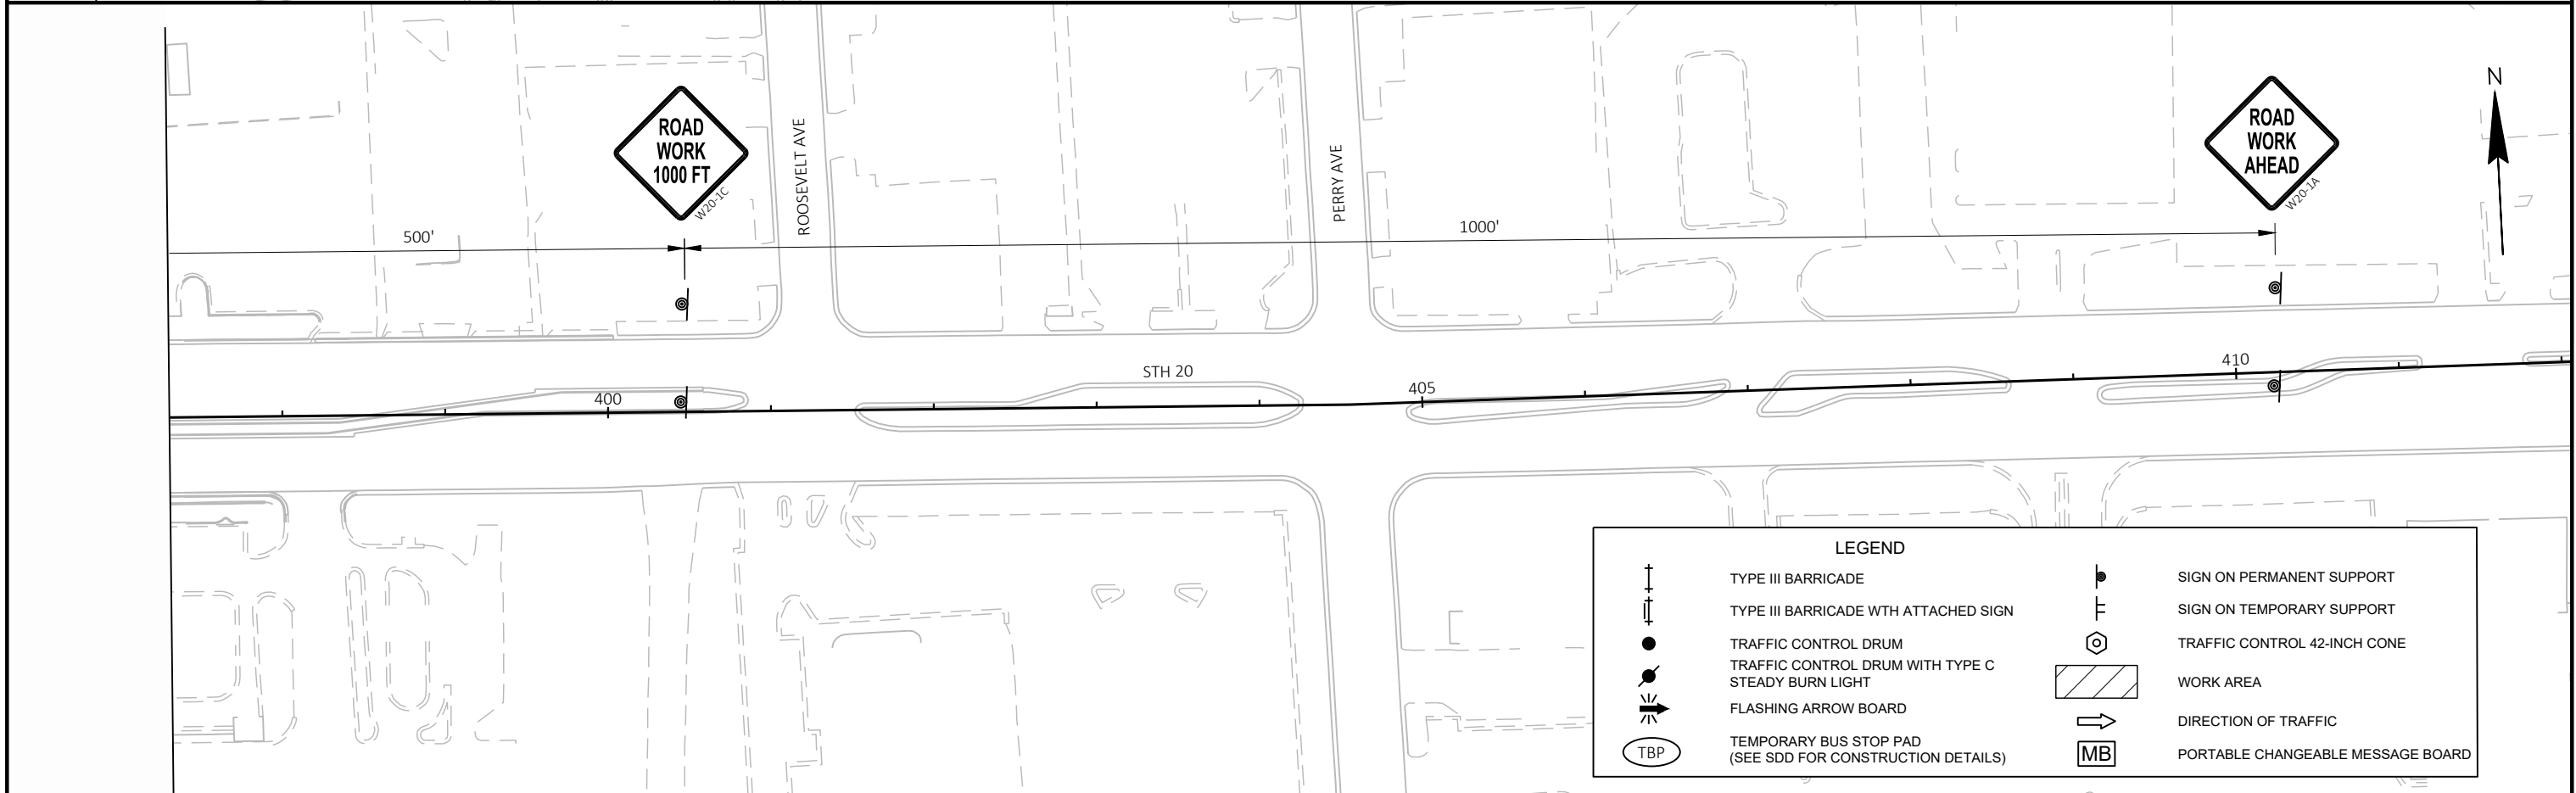 ROAD
WORK
1000 FT
W20-1C
ROOSEVELT AVE
PERRY AVE
ROAD
WORK
AHEAD
W20-1A
N
500'
1000'
STH 20
400
405
410
LEGEND
TYPE III BARRICADE
TYPE III BARRICADE WTH ATTACHED SIGN
TRAFFIC CONTROL DRUM
TRAFFIC CONTROL DRUM WITH TYPE C
STEADY BURN LIGHT
FLASHING ARROW BOARD
TBP
TEMPORARY BUS STOP PAD
(SEE SDD FOR CONSTRUCTION DETAILS)
SIGN ON PERMANENT SUPPORT
SIGN ON TEMPORARY SUPPORT
TRAFFIC CONTROL 42-INCH CONE
WORK AREA
DIRECTION OF TRAFFIC
MB
PORTABLE CHANGEABLE MESSAGE BOARD